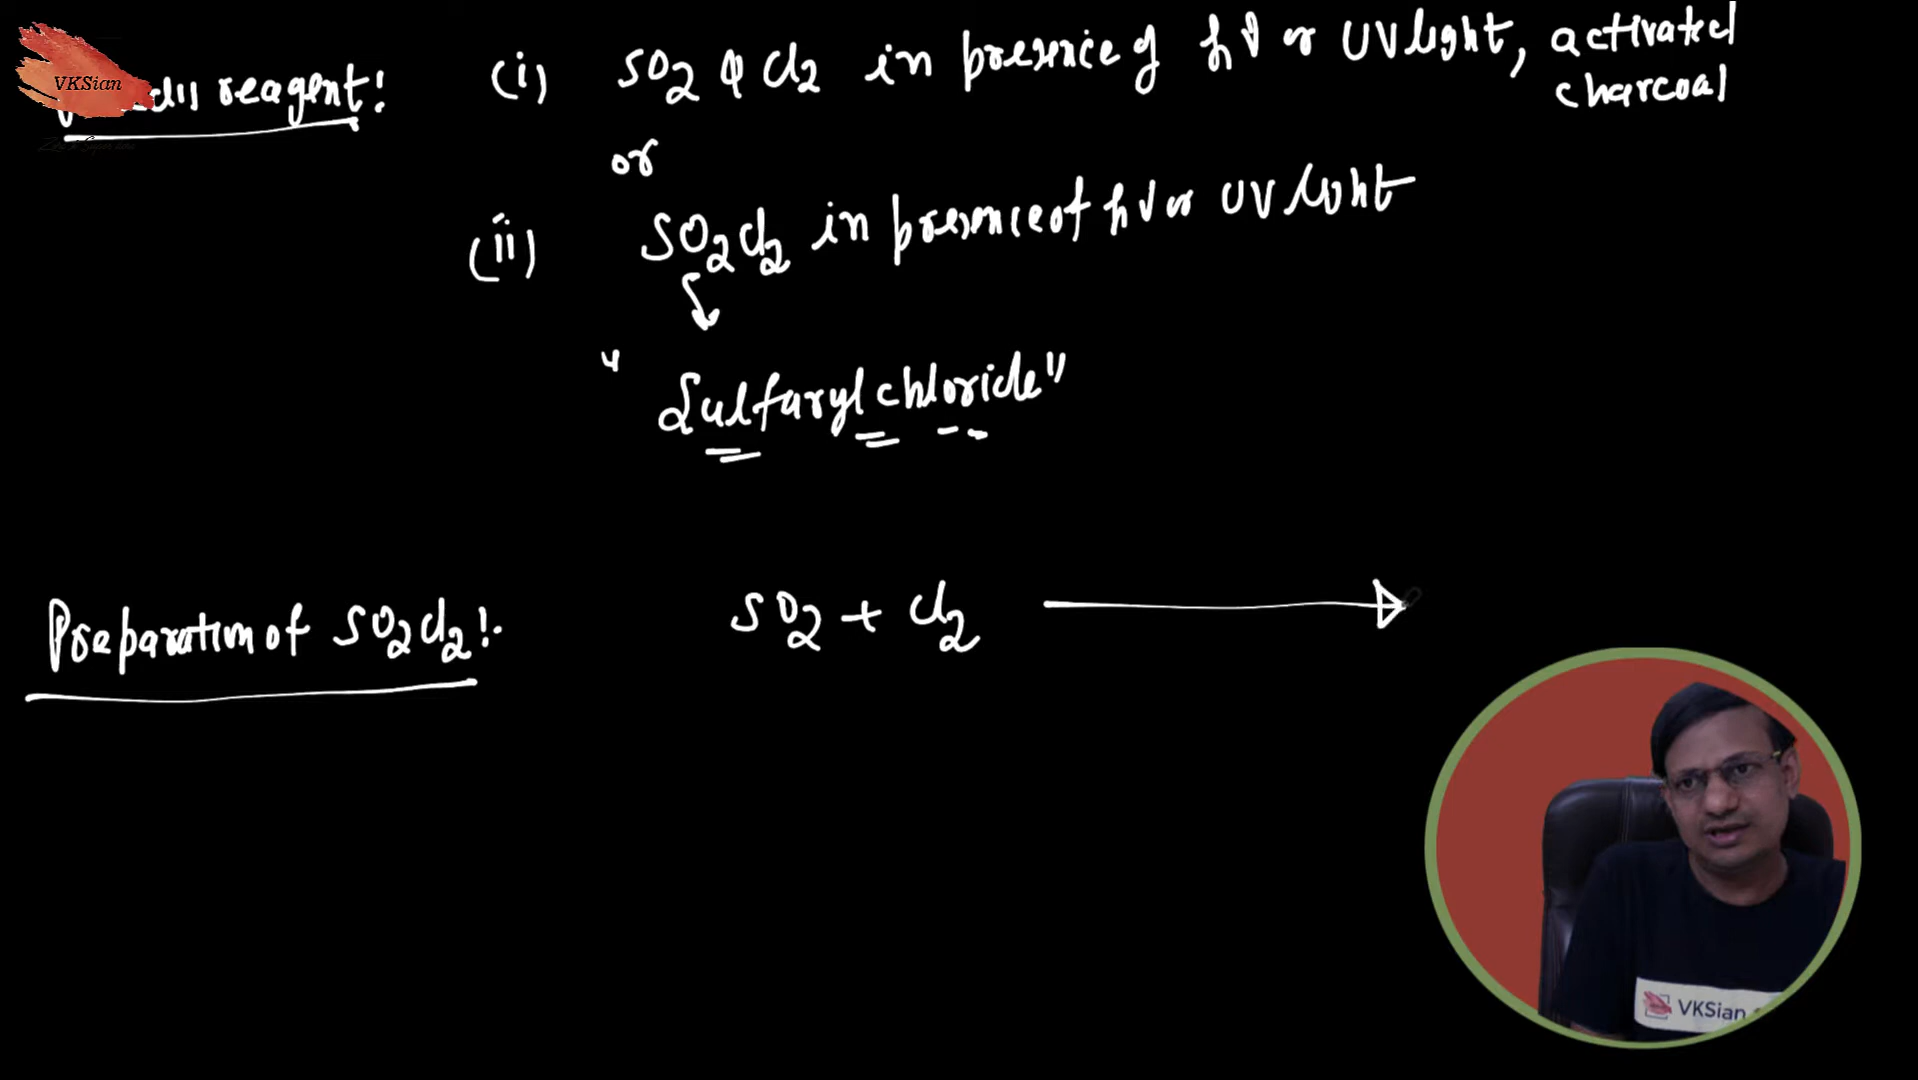 VKSian
reagent:
(i) SO2 & Cl2 in presence of hν or UV light, activated
charcoal
or
(ii) SO2Cl2 in presence of hν or UV light
"Sulfuryl chloride"
Preparation of SO2Cl2:- SO2 + Cl2
VKSian